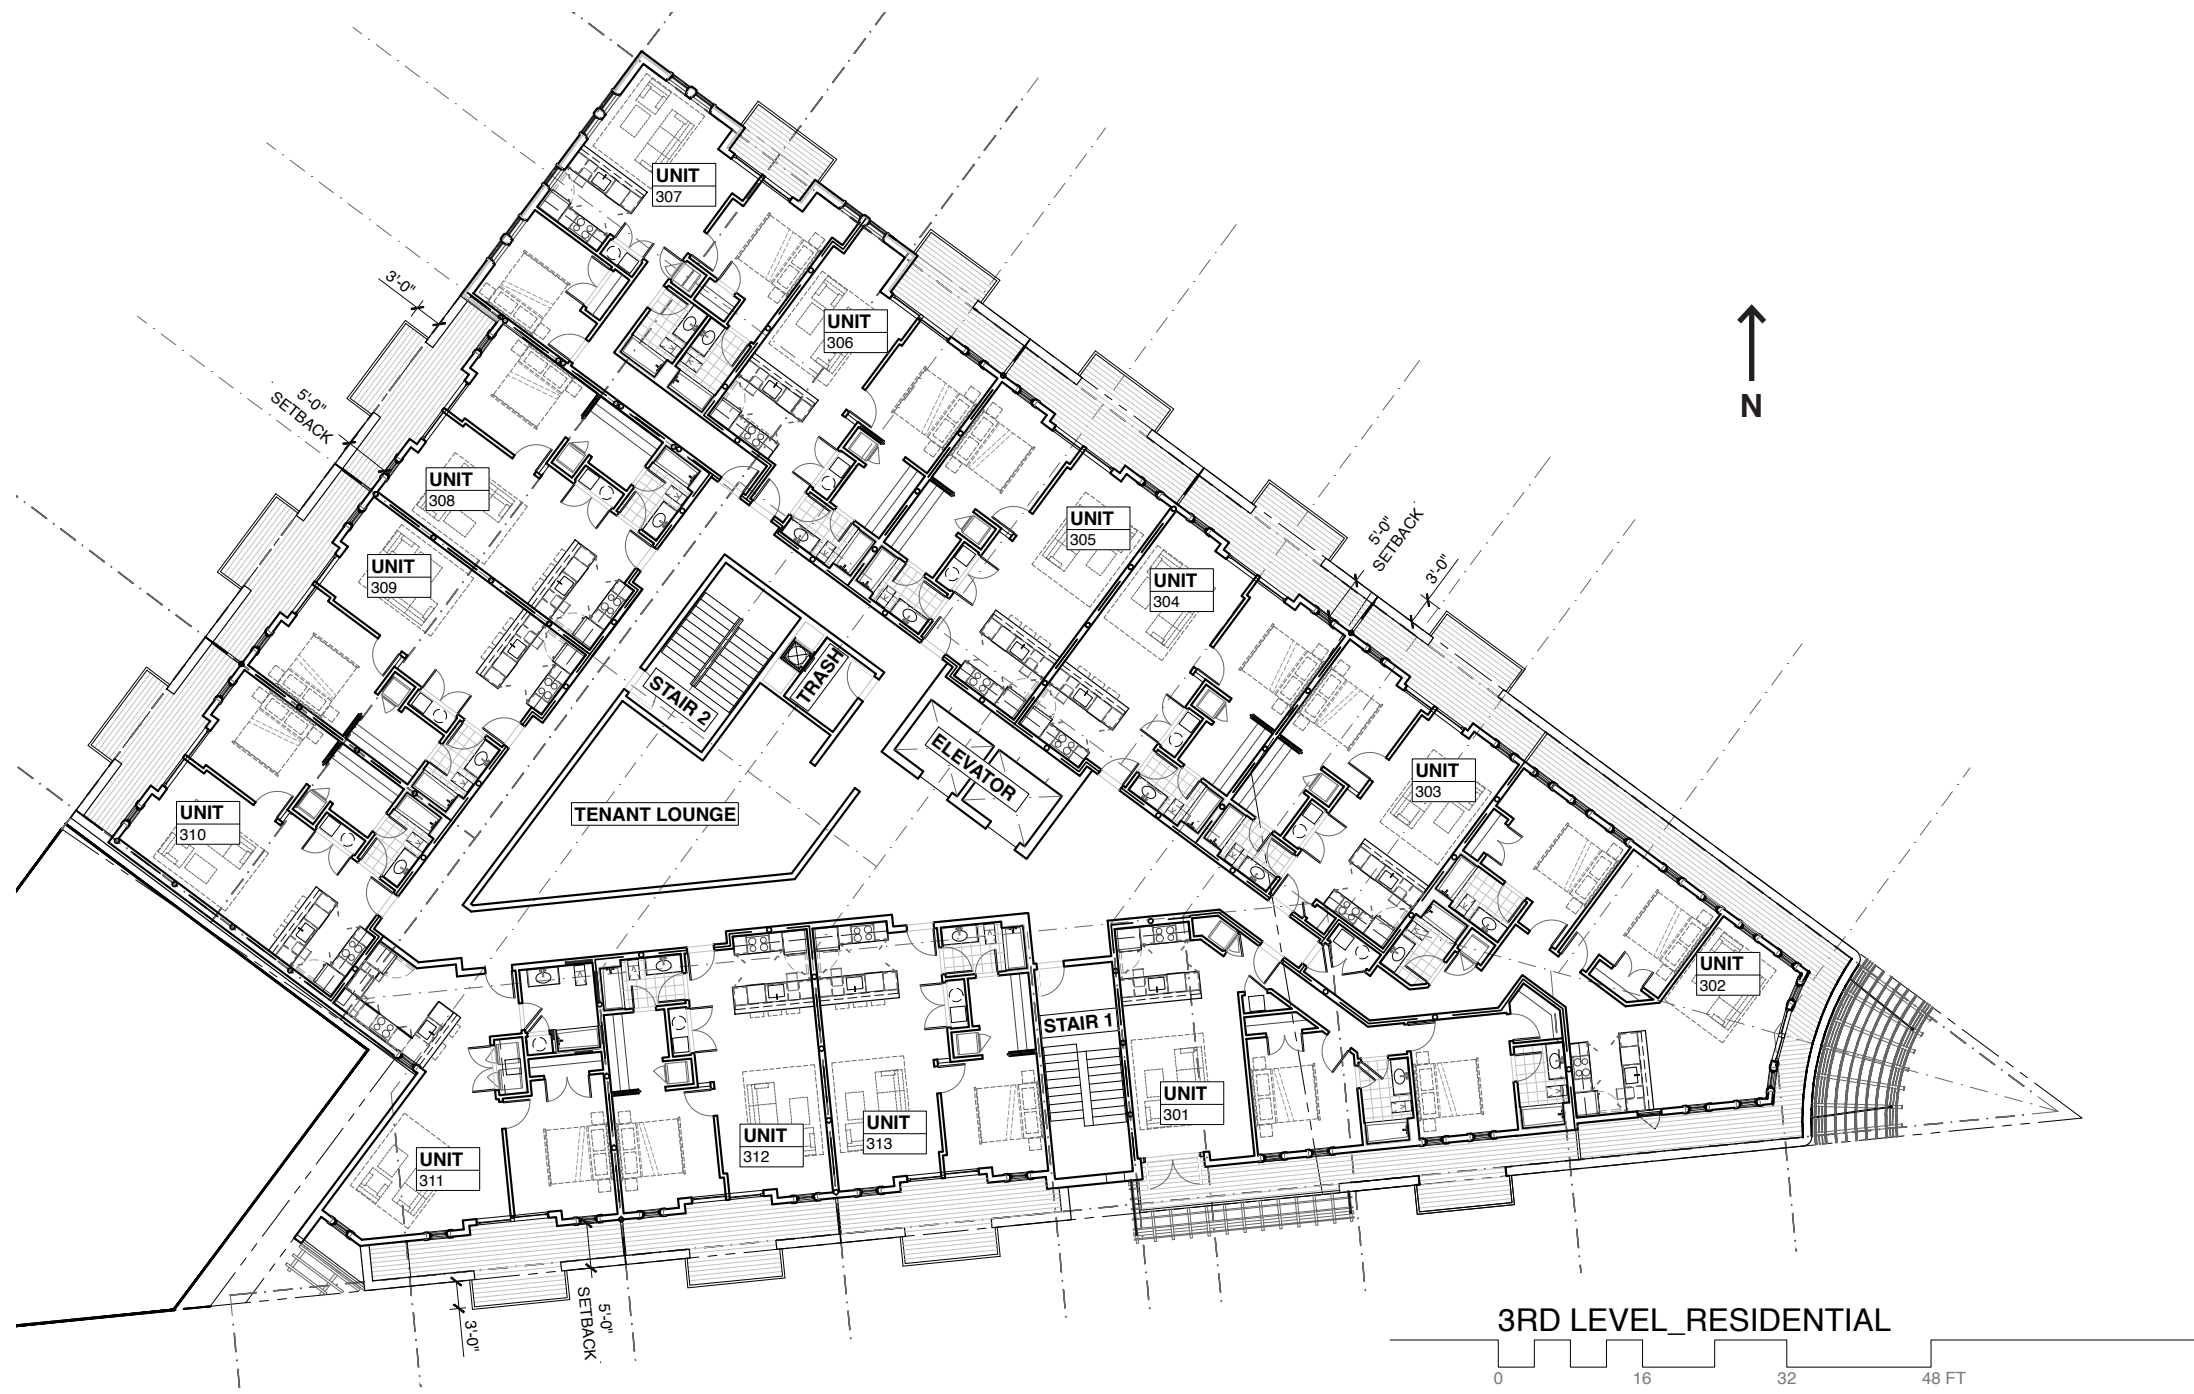 UNIT
307
3'-0"
UNIT
306
5'-0"
SETBACK
N
UNIT
308
UNIT
305
5'-0"
SETBACK
UNIT
309
UNIT
304
3'-0"
STAIR 2
TRASH
ELEVATOR
UNIT
303
UNIT
310
TENANT LOUNGE
UNIT
302
STAIR 1
UNIT
301
UNIT
313
UNIT
312
UNIT
311
3'-0"
5'-0"
SETBACK
3RD LEVEL_RESIDENTIAL
0 16 32 48 FT